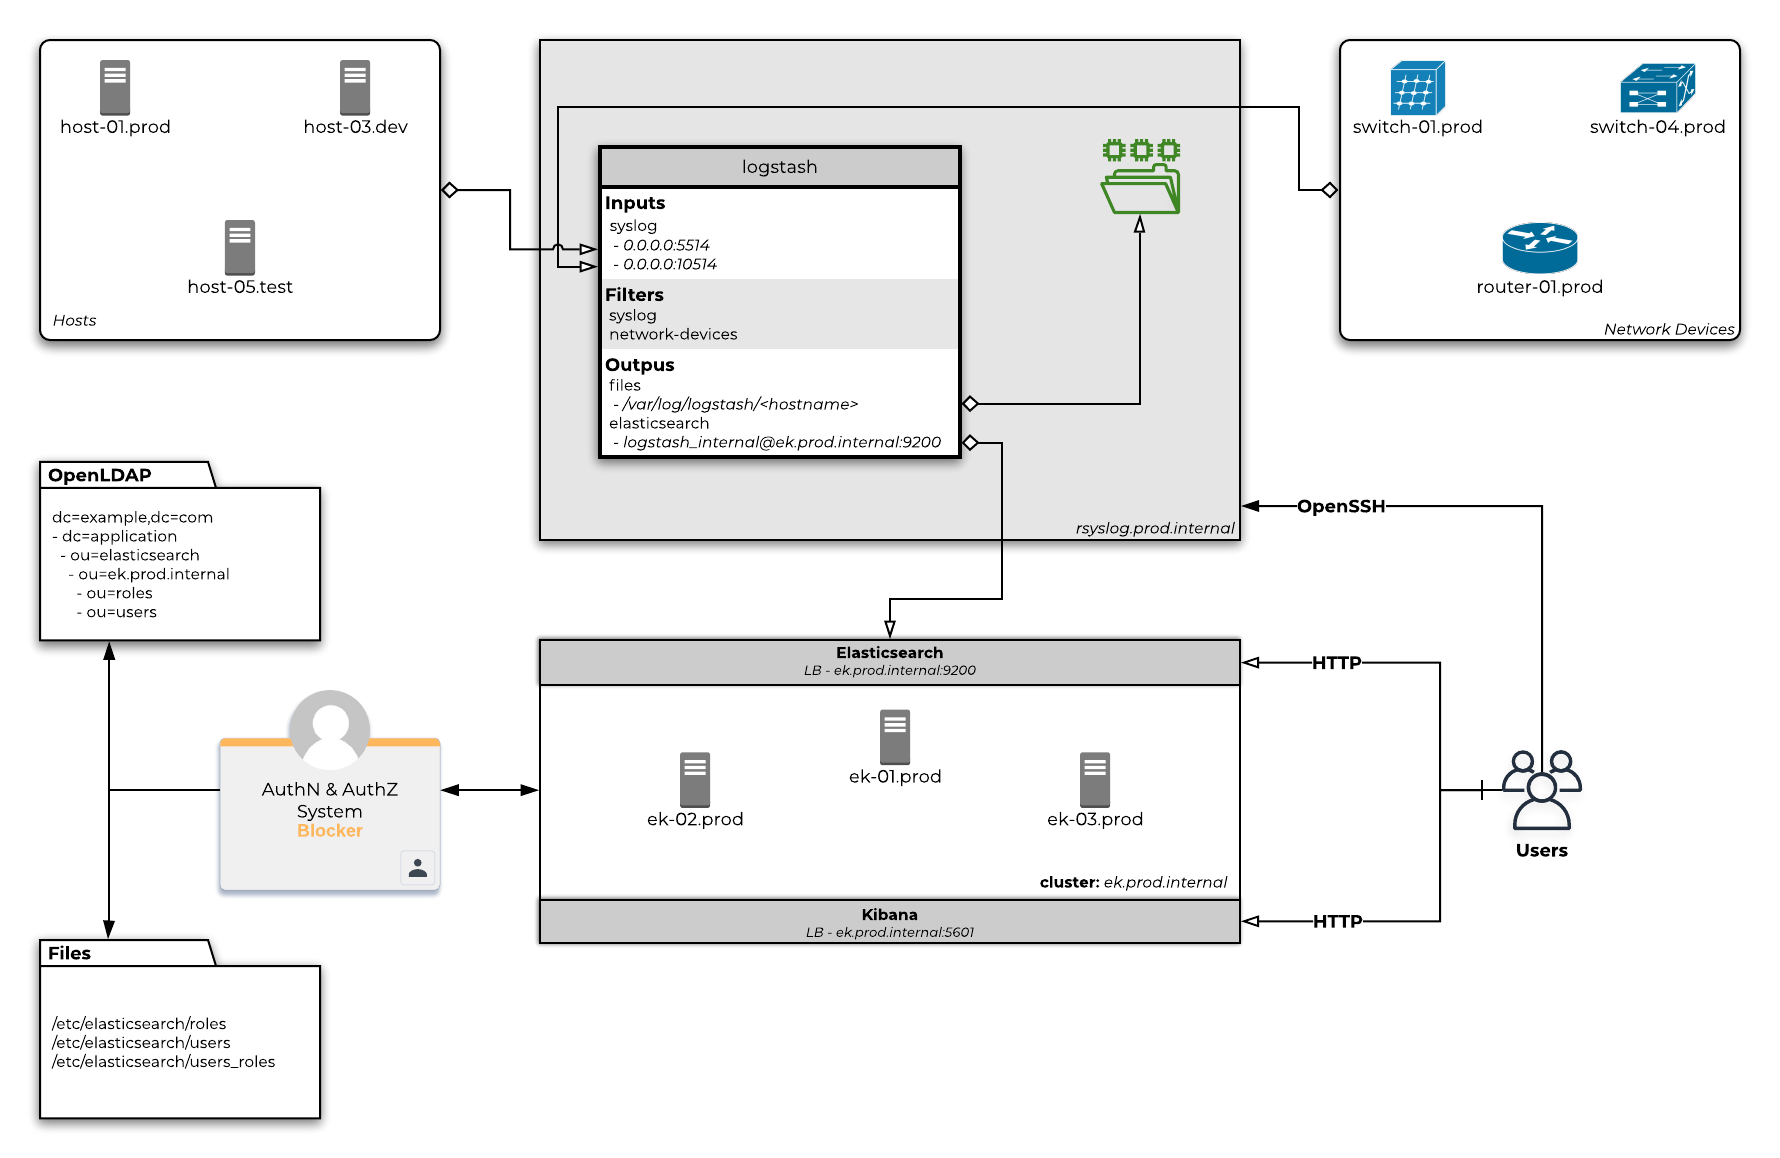 host-01.prod
host-03.dev
host-05.test
Hosts
logstash
Inputs
syslog
- 0.0.0.0:5514
- 0.0.0.0:10514
Filters
syslog
network-devices
Outpus
files
- /var/log/logstash/<hostname>
elasticsearch
- logstash_internal@ek.prod.internal:9200
rsyslog.prod.internal
switch-01.prod
switch-04.prod
router-01.prod
Network Devices
OpenLDAP
dc=example,dc=com
- dc=application
- ou=elasticsearch
- ou=ek.prod.internal
- ou=roles
- ou=users
OpenSSH
Elasticsearch
LB - ek.prod.internal:9200
HTTP
ek-01.prod
ek-02.prod
ek-03.prod
cluster: ek.prod.internal
Kibana
LB - ek.prod.internal:5601
HTTP
Users
AuthN & AuthZ
System
Blocker
Files
/etc/elasticsearch/roles
/etc/elasticsearch/users
/etc/elasticsearch/users_roles